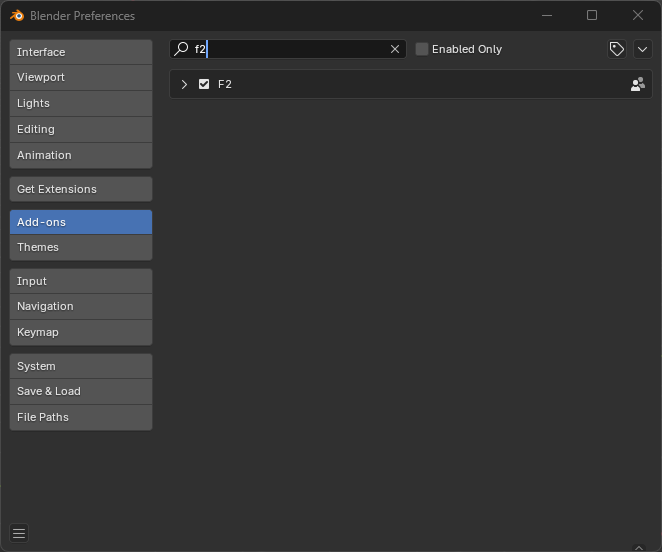 Blender Preferences
Interface
Viewport
Lights
Editing
Animation
Get Extensions
Add-ons
Themes
Input
Navigation
Keymap
System
Save & Load
File Paths
f2
Enabled Only
F2